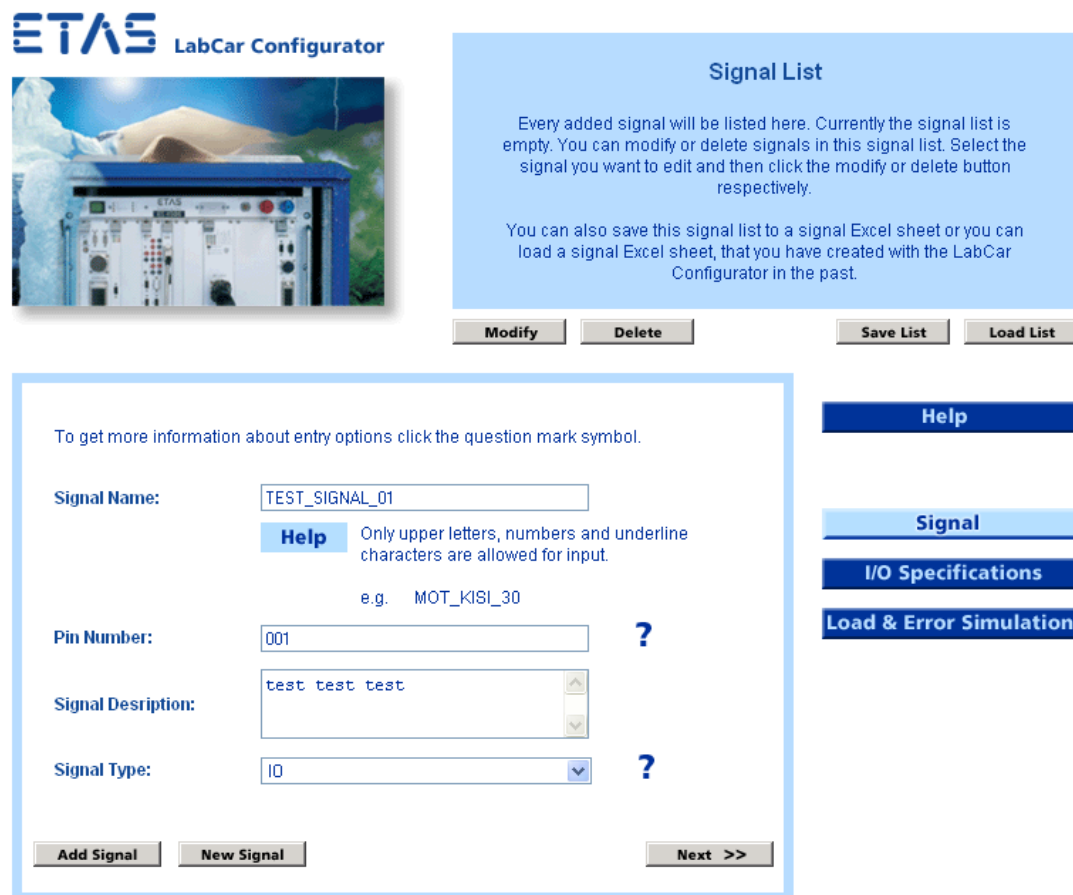 ETAS LabCar Configurator
ETAS
Signal List
Every added signal will be listed here. Currently the signal list is
empty. You can modify or delete signals in this signal list. Select the
signal you want to edit and then click the modify or delete button
respectively.
You can also save this signal list to a signal Excel sheet or you can
load a signal Excel sheet, that you have created with the LabCar
Configurator in the past.
Modify Delete Save List Load List
To get more information about entry options click the question mark symbol.
Signal Name: TEST_SIGNAL_01
Help Only upper letters, numbers and underline
characters are allowed for input.
e.g. MOT_KISI_30
Pin Number: 001 ?
Signal Desription: test test test
Signal Type: IO ?
Add Signal New Signal Next >>
Help
Signal
I/O Specifications
Load & Error Simulation